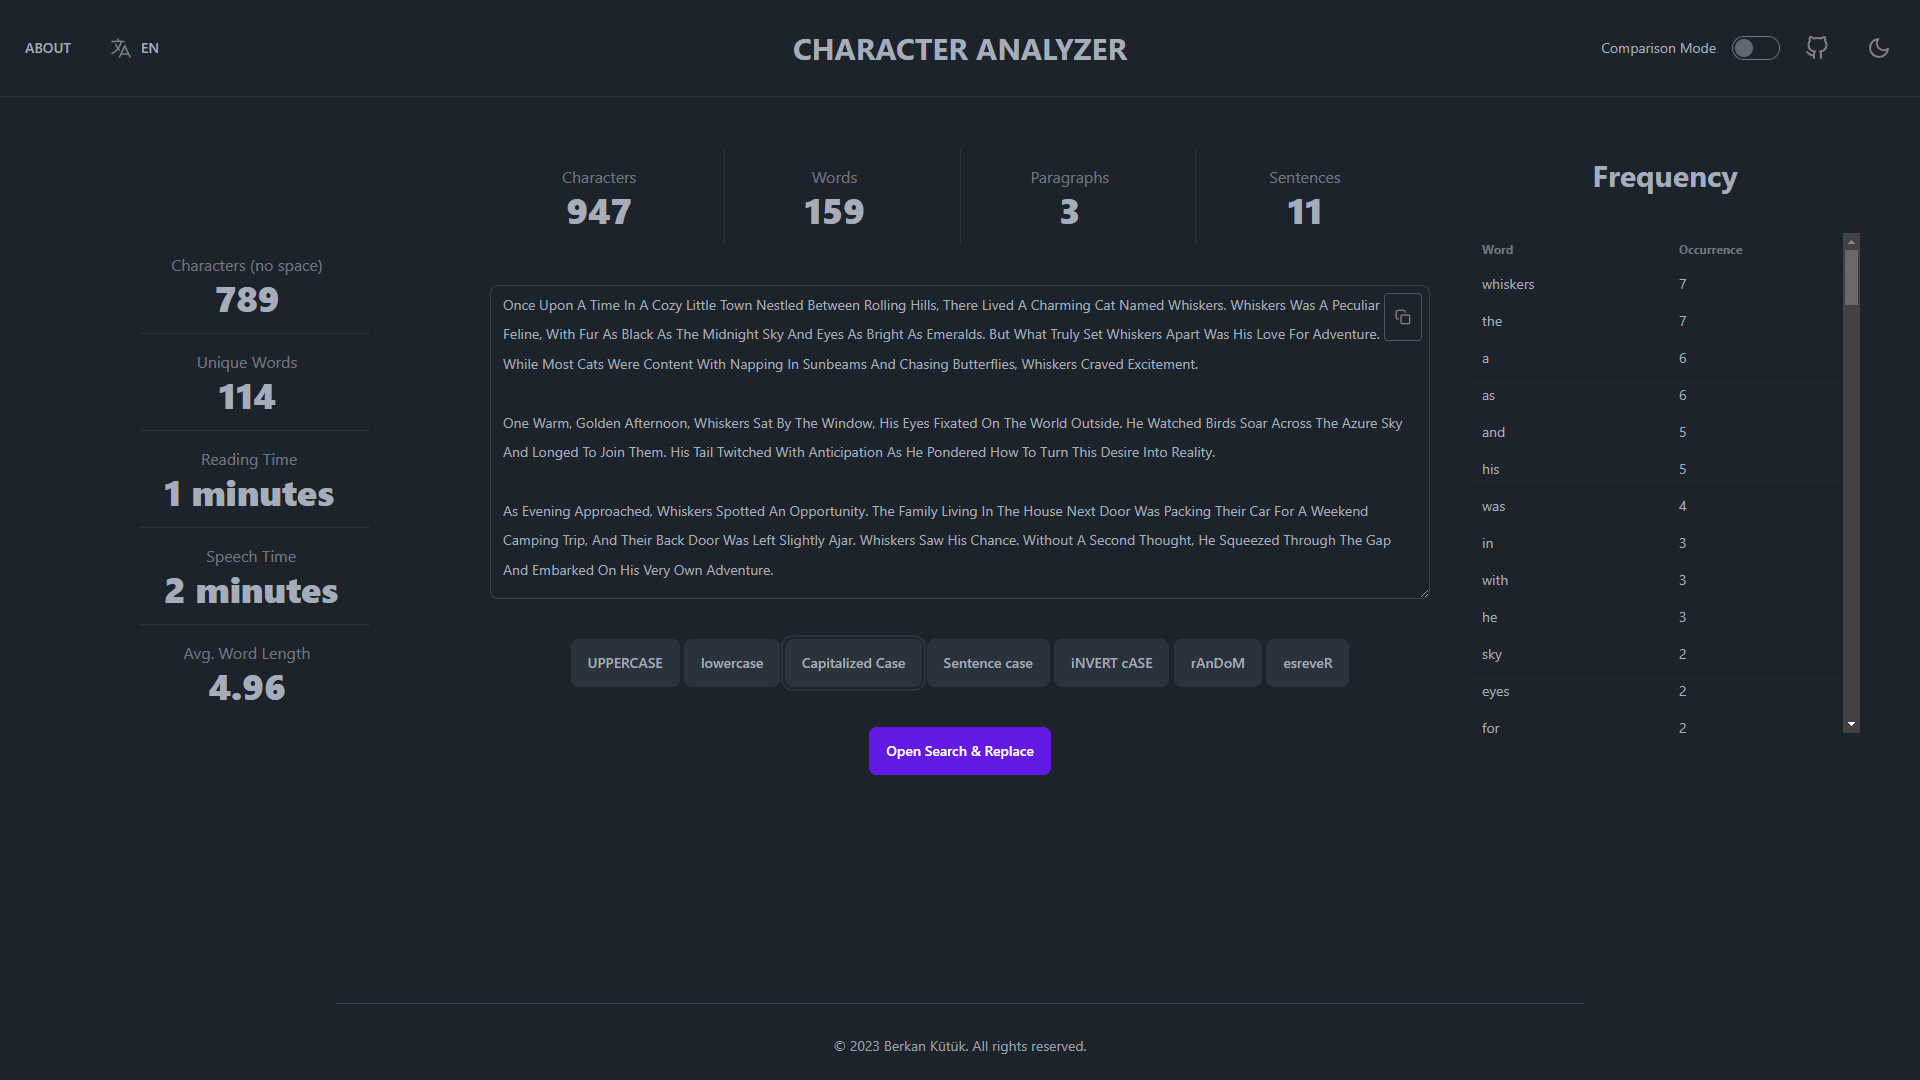 ABOUT
EN
CHARACTER ANALYZER
Comparison Mode
Characters
947
Words
159
Paragraphs
3
Sentences
11
Characters (no space)
789
Unique Words
114
Reading Time
1 minutes
Speech Time
2 minutes
Avg. Word Length
4.96
Once Upon A Time In A Cozy Little Town Nestled Between Rolling Hills, There Lived A Charming Cat Named Whiskers. Whiskers Was A Peculiar
Feline, With Fur As Black As The Midnight Sky And Eyes As Bright As Emeralds. But What Truly Set Whiskers Apart Was His Love For Adventure.
While Most Cats Were Content With Napping In Sunbeams And Chasing Butterflies, Whiskers Craved Excitement.
One Warm, Golden Afternoon, Whiskers Sat By The Window, His Eyes Fixated On The World Outside. He Watched Birds Soar Across The Azure Sky
And Longed To Join Them. His Tail Twitched With Anticipation As He Pondered How To Turn This Desire Into Reality.
As Evening Approached, Whiskers Spotted An Opportunity. The Family Living In The House Next Door Was Packing Their Car For A Weekend
Camping Trip, And Their Back Door Was Left Slightly Ajar. Whiskers Saw His Chance. Without A Second Thought, He Squeezed Through The Gap
And Embarked On His Very Own Adventure.
UPPERCASE
lowercase
Capitalized Case
Sentence case
iNVERT cASE
rAnDoM
esreveR
Open Search & Replace
Frequency
Word Occurrence
whiskers 7
the 7
a 6
as 6
and 5
his 5
was 4
in 3
with 3
he 3
sky 2
eyes 2
for 2
© 2023 Berkan Kütük. All rights reserved.